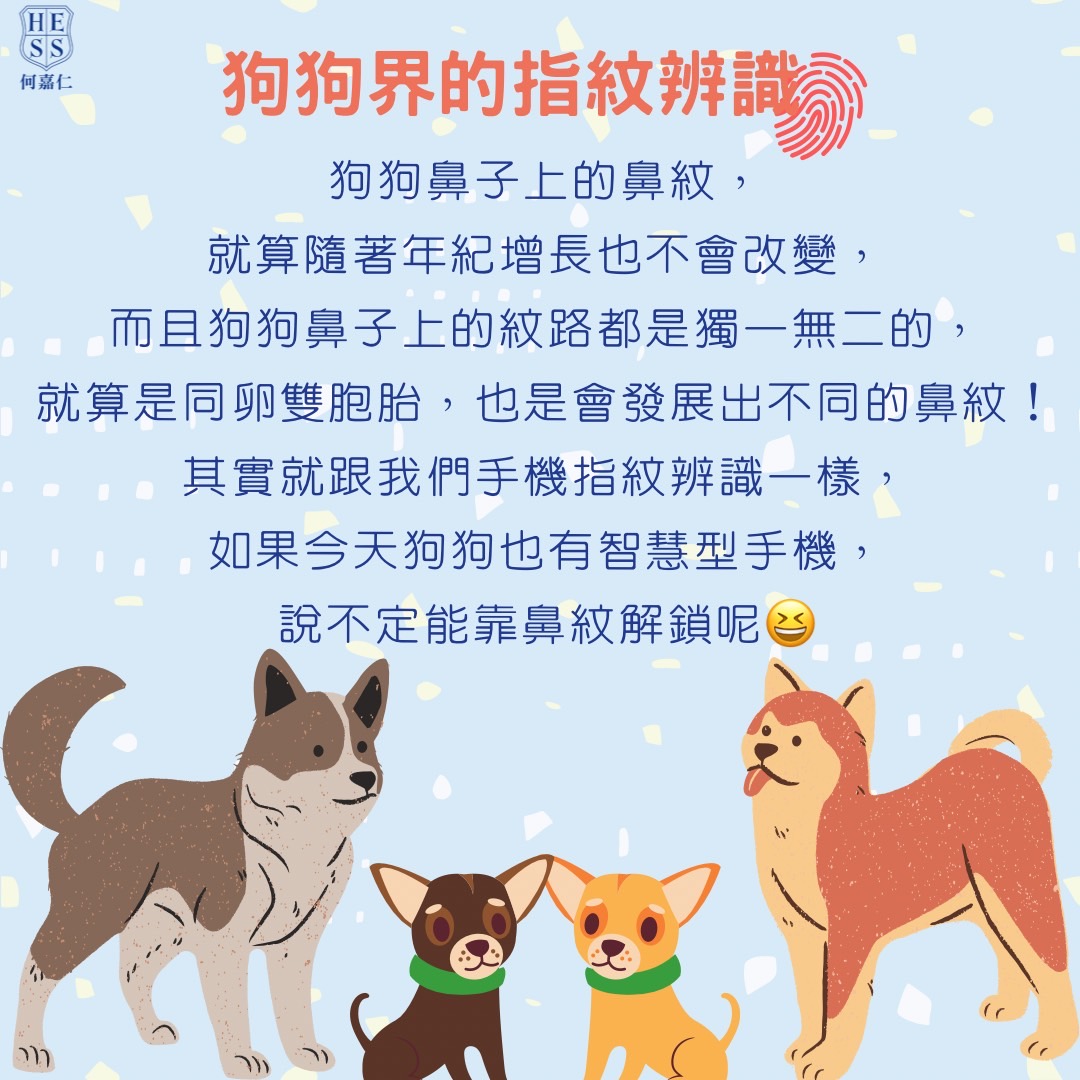 HE
SS
何嘉仁
狗狗界的指紋辨識
狗狗鼻子上的鼻紋，
就算隨著年紀增長也不會改變，
而且狗狗鼻子上的紋路都是獨一無二的，
就算是同卵雙胞胎，也是會發展出不同的鼻紋！
其實就跟我們手機指紋辨識一樣，
如果今天狗狗也有智慧型手機，
說不定能靠鼻紋解鎖呢😆